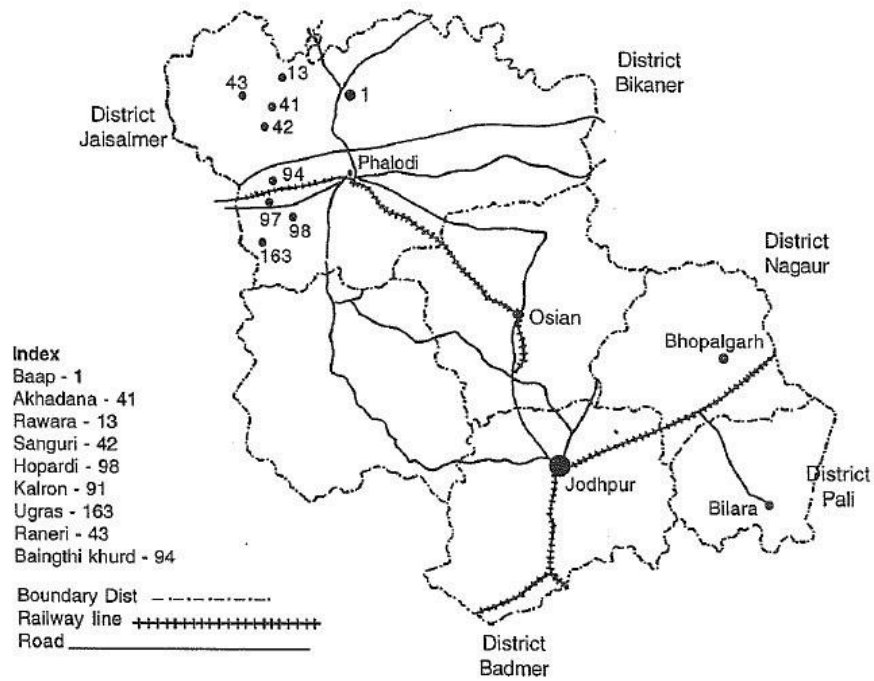 District
Bikaner
13
43
1
41
District
Jaisalmer
42
Phalodi
94
97
98
163
District
Nagaur
Osian
Bhopalgarh
Index
Baap - 1
Akhadana - 41
Rawara - 13
Sanguri - 42
Hopardi - 98
Kalron - 91
Ugras - 163
Raneri - 43
Baingthi khurd - 94
Jodhpur
District
Pali
Bilara
Boundary Dist
Railway line
Road
District
Badmer